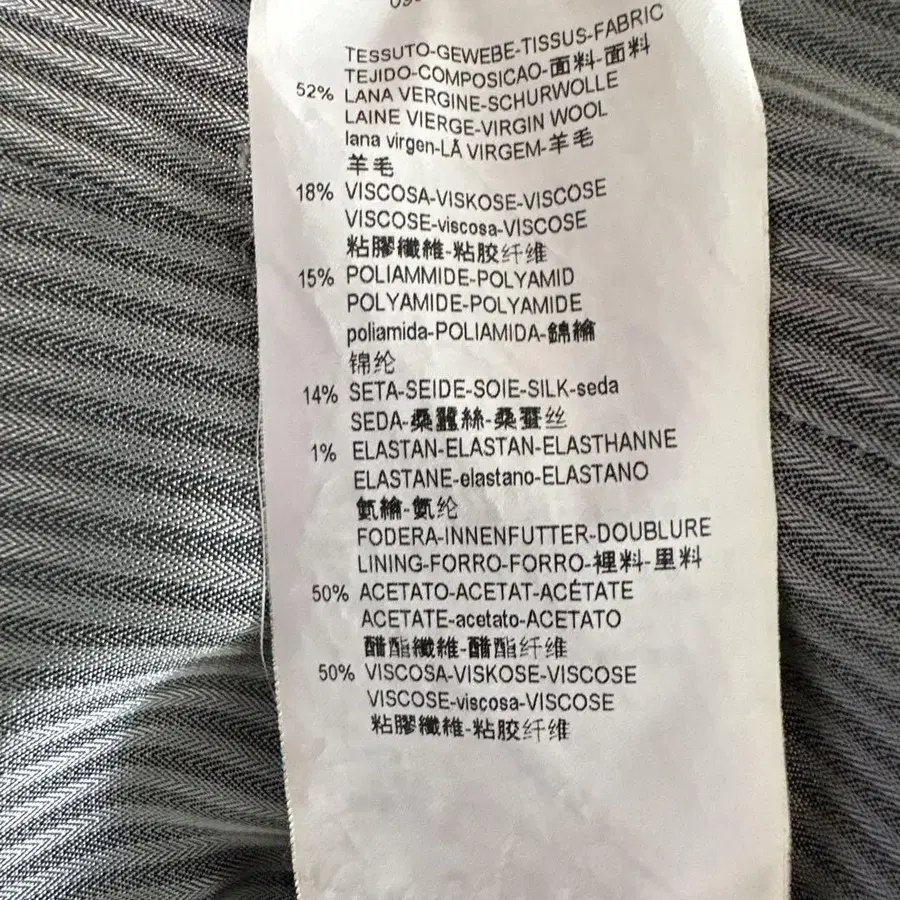 TESSUTO-GEWEBE-TISSUS-FABRIC
TEJIDO-COMPOSICAO-面料-面料
52% LANA VERGINE-SCHURWOLLE
LAINE VIERGE-VIRGIN WOOL
lana virgen-LÅ VIRGEM-羊毛
羊毛
18% VISCOSA-VISKOSE-VISCOSE
VISCOSE-viscosa-VISCOSE
粘膠纖維-粘胶纤维
15% POLIAMMIDE-POLYAMID
POLYAMIDE-POLYAMIDE
poliamida-POLIAMIDA-錦綸
锦纶
14% SETA-SEIDE-SOIE-SILK-seda
SEDA-桑蠶絲-桑蚕丝
1% ELASTAN-ELASTAN-ELASTHANNE
ELASTANE-elastano-ELASTANO
氨綸-氨纶
FODERA-INNENFUTTER-DOUBLURE
LINING-FORRO-FORRO-裡料-里料
50% ACETATO-ACETAT-ACÉTATE
ACETATE-acetato-ACETATO
醋酯纖維-醋酯纤维
50% VISCOSA-VISKOSE-VISCOSE
VISCOSE-viscosa-VISCOSE
粘膠纖維-粘胶纤维